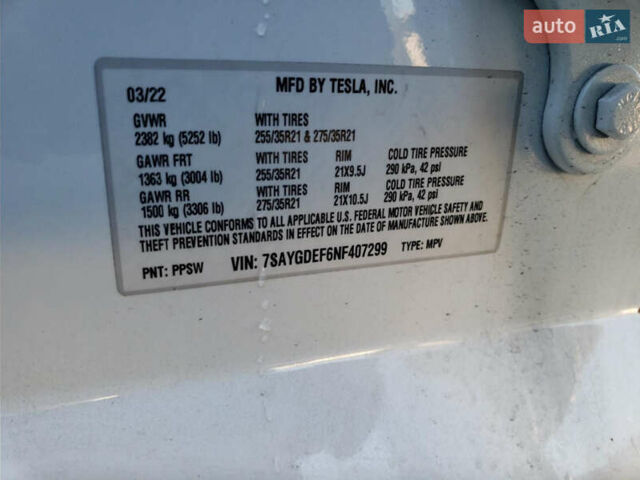 auto RIA.com
03/22 MFD BY TESLA, INC.
GVWR WITH TIRES
2382 kg (5252 lb) 255/35R21 & 275/35R21
GAWR FRT WITH TIRES RIM COLD TIRE PRESSURE
1363 kg (3004 lb) 255/35R21 21X9.5J 290 kPa, 42 psi
GAWR RR WITH TIRES RIM COLD TIRE PRESSURE
1500 kg (3306 lb) 275/35R21 21X10.5J 290 kPa, 42 psi
THIS VEHICLE CONFORMS TO ALL APPLICABLE U.S. FEDERAL MOTOR VEHICLE SAFETY AND
THEFT PREVENTION STANDARDS IN EFFECT ON THE DATE OF MANUFACTURE SHOWN ABOVE.
PNT: PPSW VIN: 7SAYGDEF6NF407299 TYPE: MPV